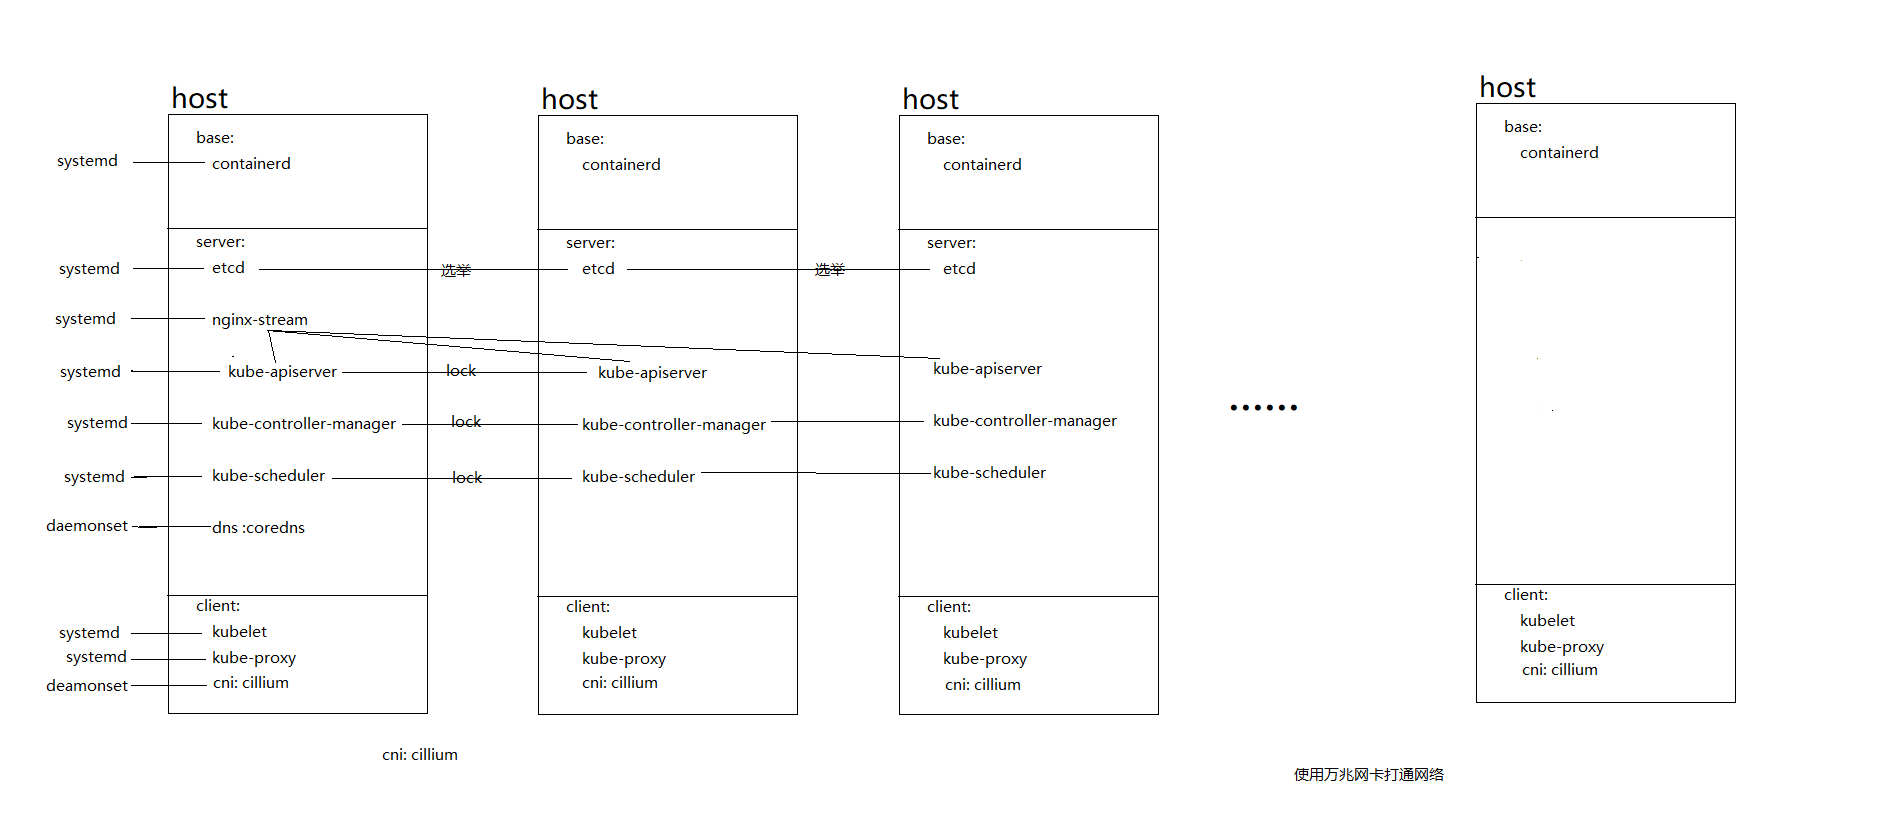 host
base:
systemd
containerd
server:
systemd
etcd
选举
systemd
nginx-stream
systemd
kube-apiserver
lock
systemd
kube-controller-manager
lock
systemd
kube-scheduler
lock
daemonset
dns :coredns
client:
systemd
kubelet
systemd
kube-proxy
deamonset
cni: cillium
host
base:
containerd
server:
etcd
选举
kube-apiserver
kube-controller-manager
kube-scheduler
client:
kubelet
kube-proxy
cni: cillium
host
base:
containerd
server:
etcd
kube-apiserver
kube-controller-manager
kube-scheduler
client:
kubelet
kube-proxy
cni: cillium
......
host
base:
containerd
client:
kubelet
kube-proxy
cni: cillium
cni: cillium
使用万兆网卡打通网络